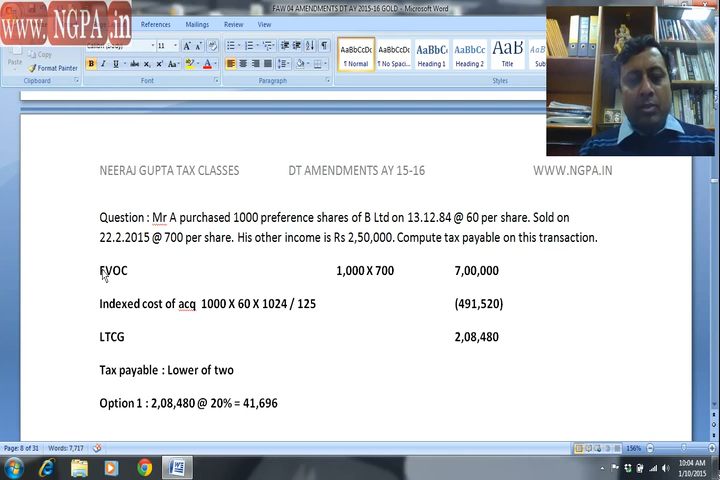 FAW 04 AMENDMENTS DT AY 2015-16 GOLD - Microsoft Word
www.NGPA.in
References Mailings Review View
Copy
Format Painter
Clipboard
11
Font
Paragraph
AaBbCcDc AaBbCcDc AaBbCc AaBbCc
¶ Normal ¶ No Spaci... Heading 1 Heading 2 Title
Styles
NEERAJ GUPTA TAX CLASSES DT AMENDMENTS AY 15-16 WWW.NGPA.IN
Question : Mr A purchased 1000 preference shares of B Ltd on 13.12.84 @ 60 per share. Sold on
22.2.2015 @ 700 per share. His other income is Rs 2,50,000. Compute tax payable on this transaction.
FVOC 1,000 X 700 7,00,000
Indexed cost of acq 1000 X 60 X 1024 / 125 (491,520)
LTCG 2,08,480
Tax payable : Lower of two
Option 1 : 2,08,480 @ 20% = 41,696
Page: 8 of 31 Words: 7,717 156%
10:04 AM
1/10/2015